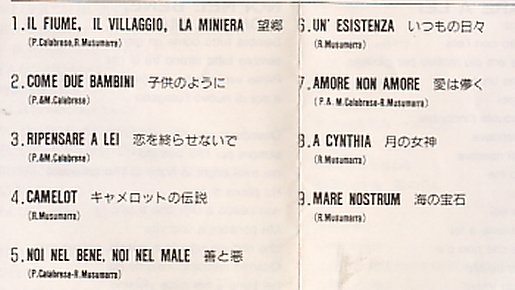 1.IL FIUME, IL VILLAGGIO, LA MINIERA 望郷
(P.Calabrese,R.Musumarra)
2.COME DUE BAMBINI 子供のように
(P.&M.Calabrese)
3.RIPENSARE A LEI 恋を終らせないで
(P.&M.Calabrese)
4.CAMELOT キャメロットの伝説
(R.Musumarra)
5.NOI NEL BENE, NOI NEL MALE 善と悪
(P.Calabrese-R.Musumarra)
6.UN' ESISTENZA いつもの日々
(R.Musumarra)
7.AMORE NON AMORE 愛は儚く
(P.A.M.Calabrese-R.Musumarra)
8.A CYNTHIA 月の女神
(R.Musumarra)
9.MARE NOSTRUM 海の宝石
(R.Musumarra)